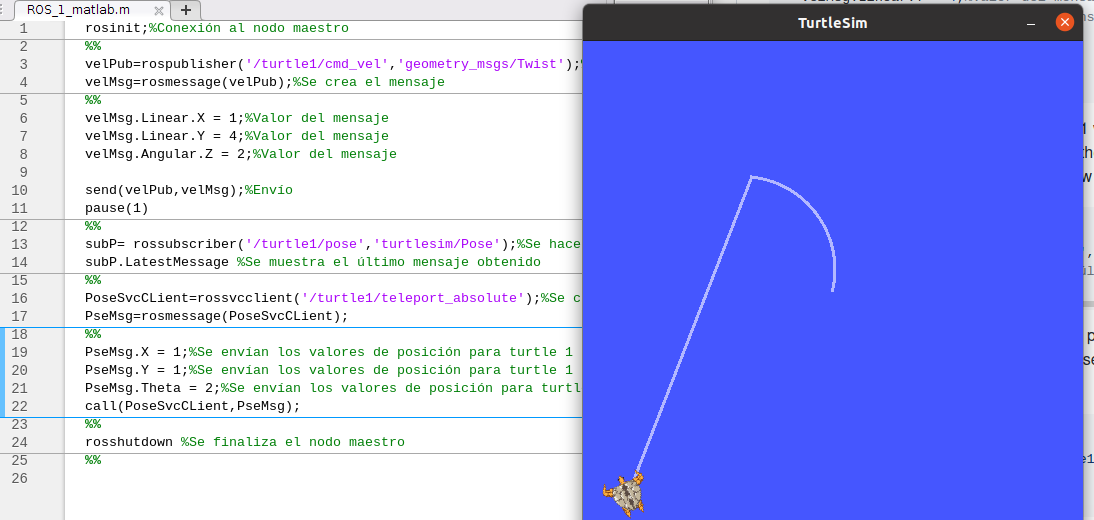 ROS_1_matlab.m
1 rosinit;%Conexión al nodo maestro
2 %%
3 velPub=rospublisher('/turtle1/cmd_vel','geometry_msgs/Twist');
4 velMsg=rosmessage(velPub);%Se crea el mensaje
5 %%
6 velMsg.Linear.X = 1;%Valor del mensaje
7 velMsg.Linear.Y = 4;%Valor del mensaje
8 velMsg.Angular.Z = 2;%Valor del mensaje
9
10 send(velPub,velMsg);%Envío
11 pause(1)
12 %%
13 subP= rossubscriber('/turtle1/pose','turtlesim/Pose');%Se hace
14 subP.LatestMessage %Se muestra el último mensaje obtenido
15 %%
16 PoseSvcCLient=rossvcclient('/turtle1/teleport_absolute');%Se c
17 PseMsg=rosmessage(PoseSvcCLient);
18 %%
19 PseMsg.X = 1;%Se envían los valores de posición para turtle 1
20 PseMsg.Y = 1;%Se envían los valores de posición para turtle 1
21 PseMsg.Theta = 2;%Se envían los valores de posición para turtl
22 call(PoseSvcCLient,PseMsg);
23 %%
24 rosshutdown %Se finaliza el nodo maestro
25 %%
26
TurtleSim